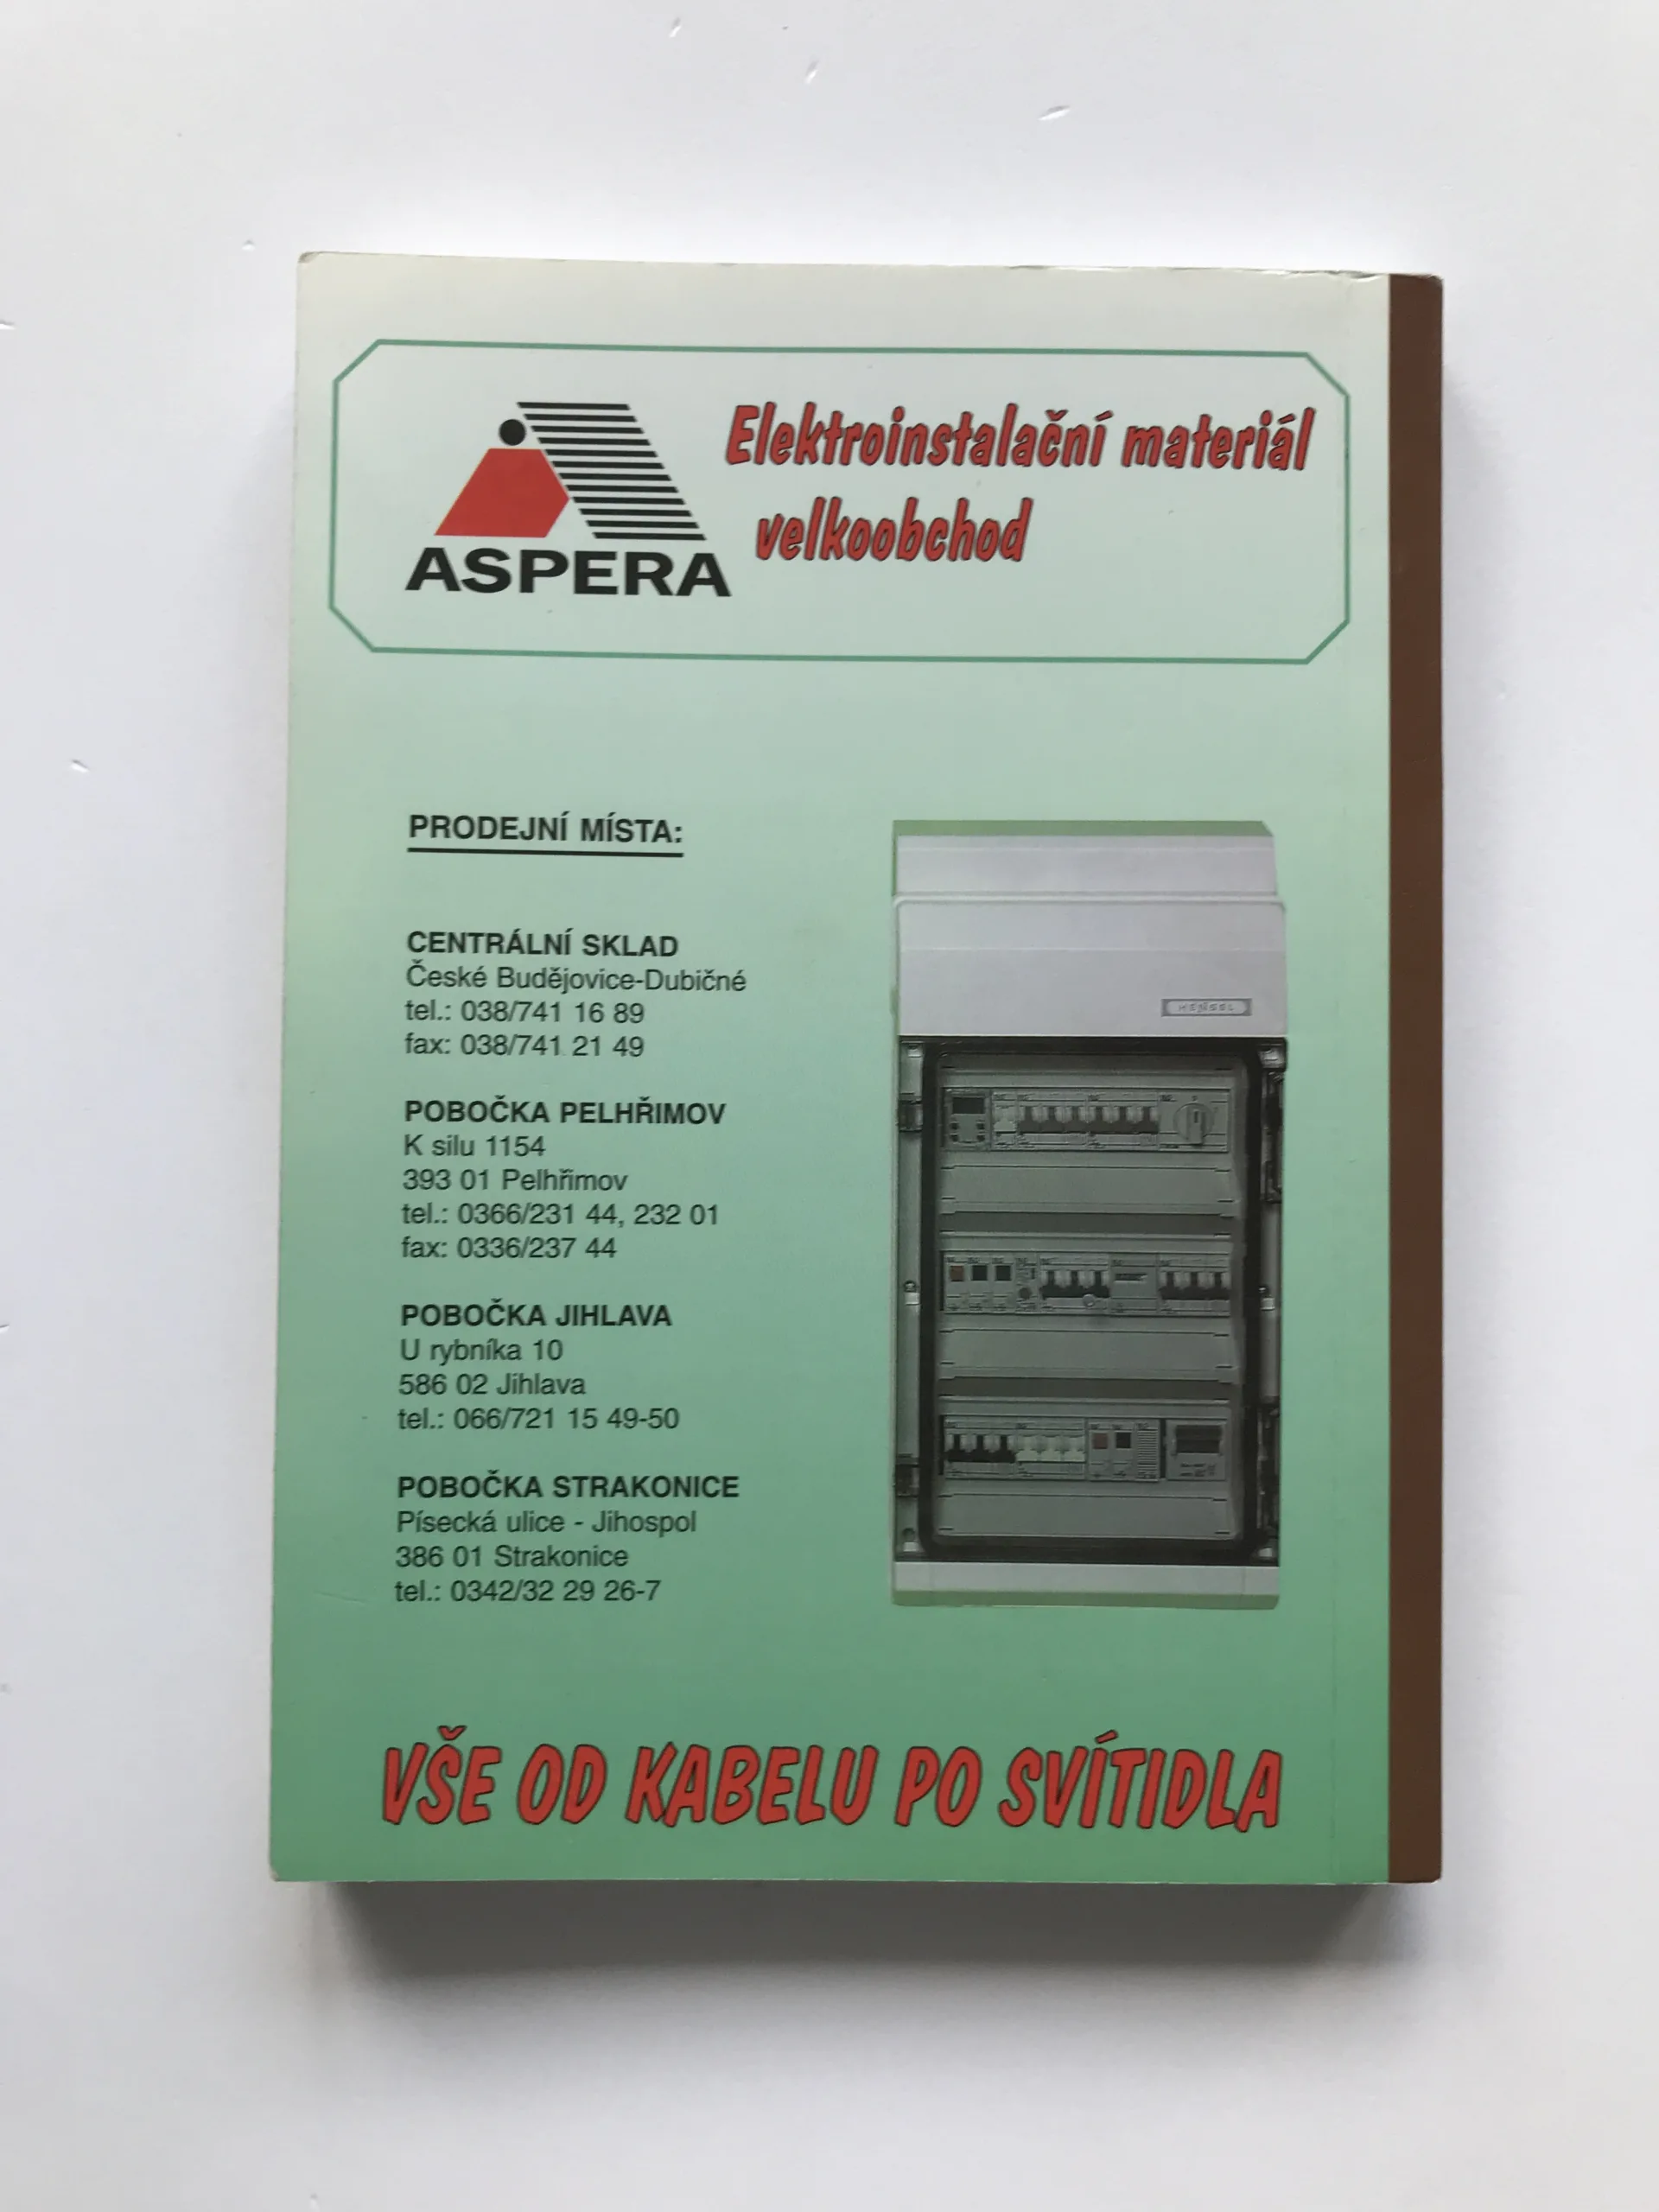 Elektroinstalační materiál
velkoobchod
ASPERA
PRODEJNÍ MÍSTA:
CENTRÁLNÍ SKLAD
České Budějovice-Dubičné
tel.: 038/741 16 89
fax: 038/741 21 49
POBOČKA PELHŘIMOV
K silu 1154
393 01 Pelhřimov
tel.: 0366/231 44, 232 01
fax: 0336/237 44
POBOČKA JIHLAVA
U rybníka 10
586 02 Jihlava
tel.: 066/721 15 49-50
POBOČKA STRAKONICE
Písecká ulice - Jihospol
386 01 Strakonice
tel.: 0342/32 29 26-7
HENSEL
VŠE OD KABELU PO SVÍTIDLA